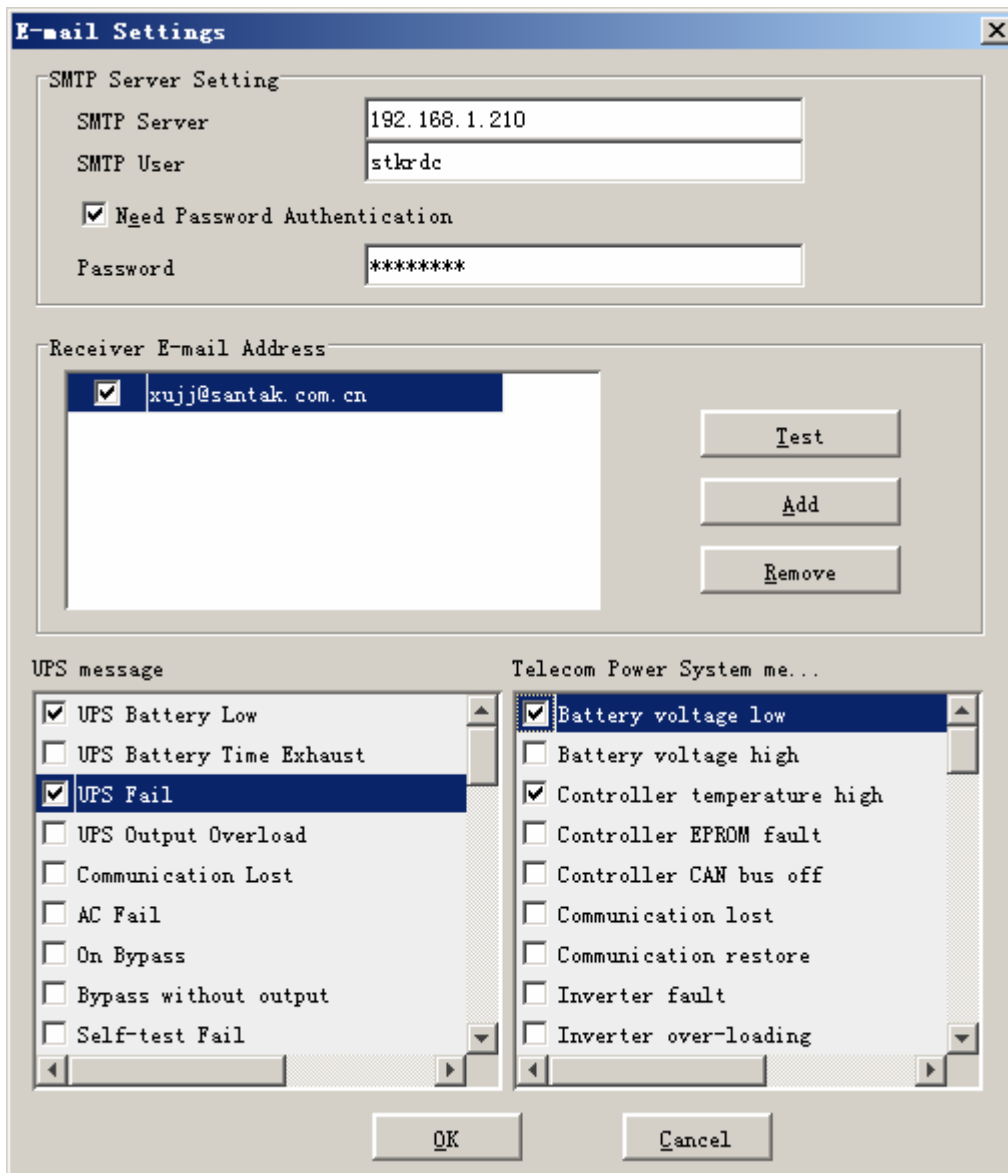 E-mail Settings
SMTP Server Setting
SMTP Server
192.168.1.210
SMTP User
stkrdc
Need Password Authentication
Password
********
Receiver E-mail Address
xujj@santak.com.cn
Test
Add
Remove
UPS message
UPS Battery Low
UPS Battery Time Exhaust
UPS Fail
UPS Output Overload
Communication Lost
AC Fail
On Bypass
Bypass without output
Self-test Fail
Telecom Power System me...
Battery voltage low
Battery voltage high
Controller temperature high
Controller EPROM fault
Controller CAN bus off
Communication lost
Communication restore
Inverter fault
Inverter over-loading
OK
Cancel